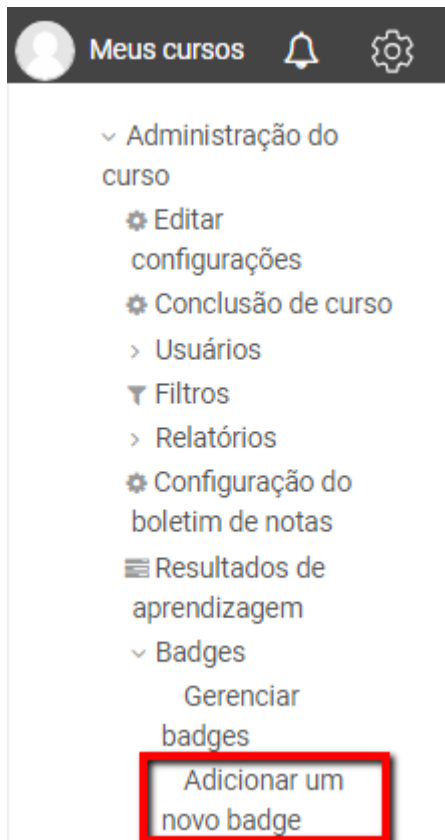 Meus cursos
Administração do
curso
Editar
configurações
Conclusão de curso
Usuários
Filtros
Relatórios
Configuração do
boletim de notas
Resultados de
aprendizagem
Badges
Gerenciar
badges
Adicionar um
novo badge